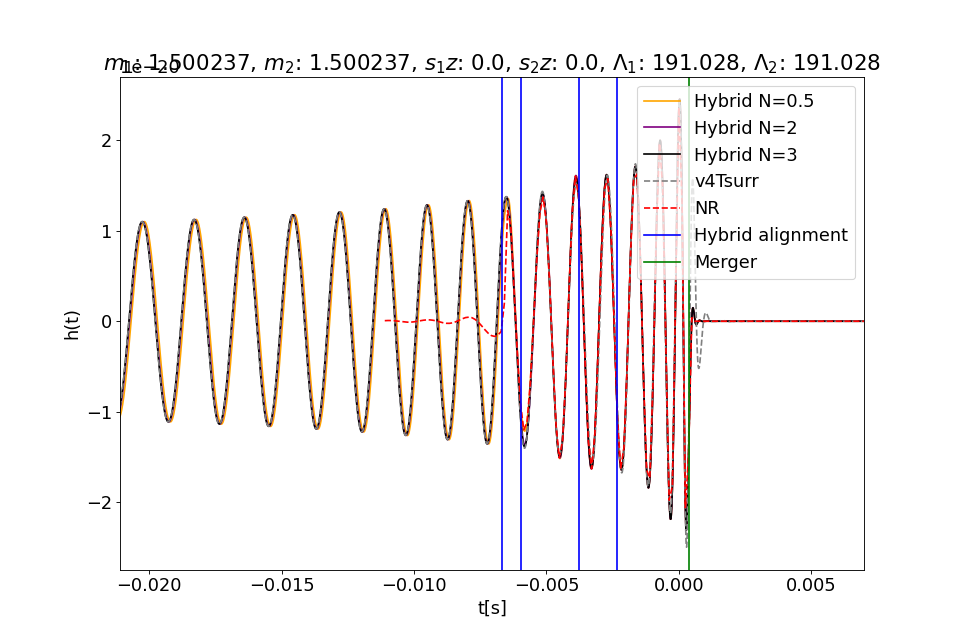 m₁: 1.500237, m₂: 1.500237, s₁z: 0.0, s₂z: 0.0, Λ₁: 191.028, Λ₂: 191.028
1e−20
Hybrid N=0.5
Hybrid N=2
Hybrid N=3
v4Tsurr
NR
Hybrid alignment
Merger
h(t)
2
1
0
−1
−2
−0.020 −0.015 −0.010 −0.005 0.000 0.005
t[s]